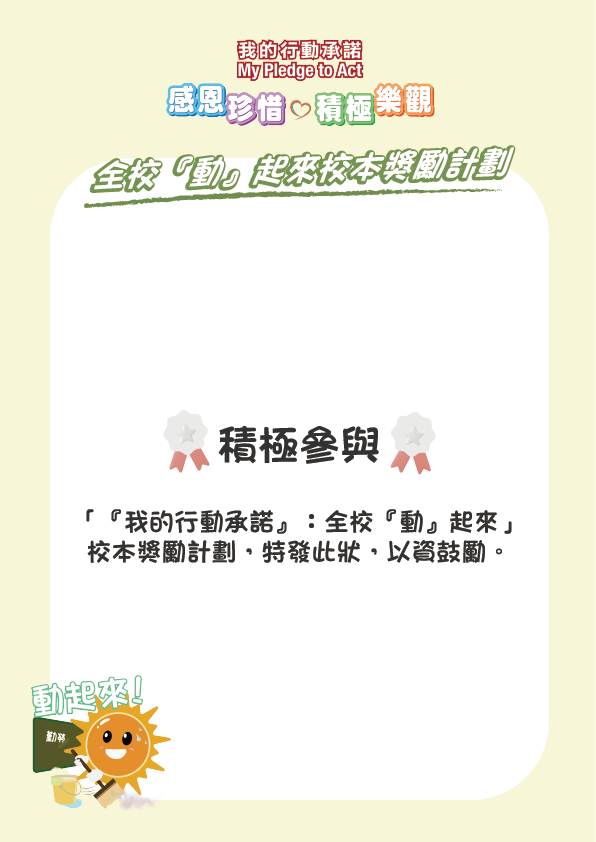 我的行動承諾
My Pledge to Act
感恩珍惜 積極樂觀
全校『動』起來校本獎勵計劃
積極參與
「『我的行動承諾』：全校『動』起來」
校本獎勵計劃，特發此狀，以資鼓勵。
動起來！